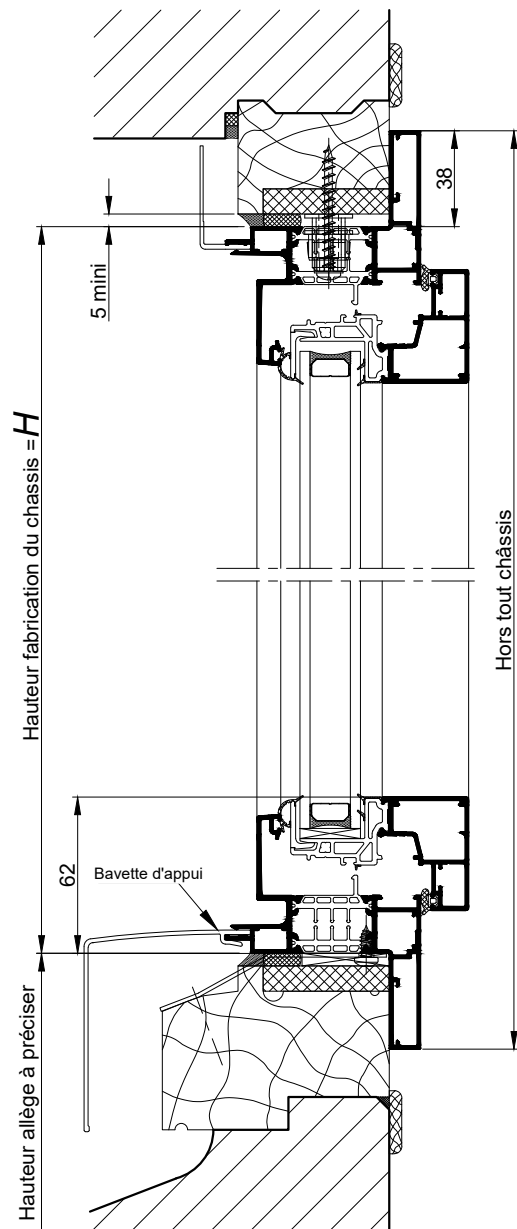 38
5 mini
Hauteur fabrication du chassis = H
Hors tout châssis
62
Bavette d'appui
Hauteur allège à préciser